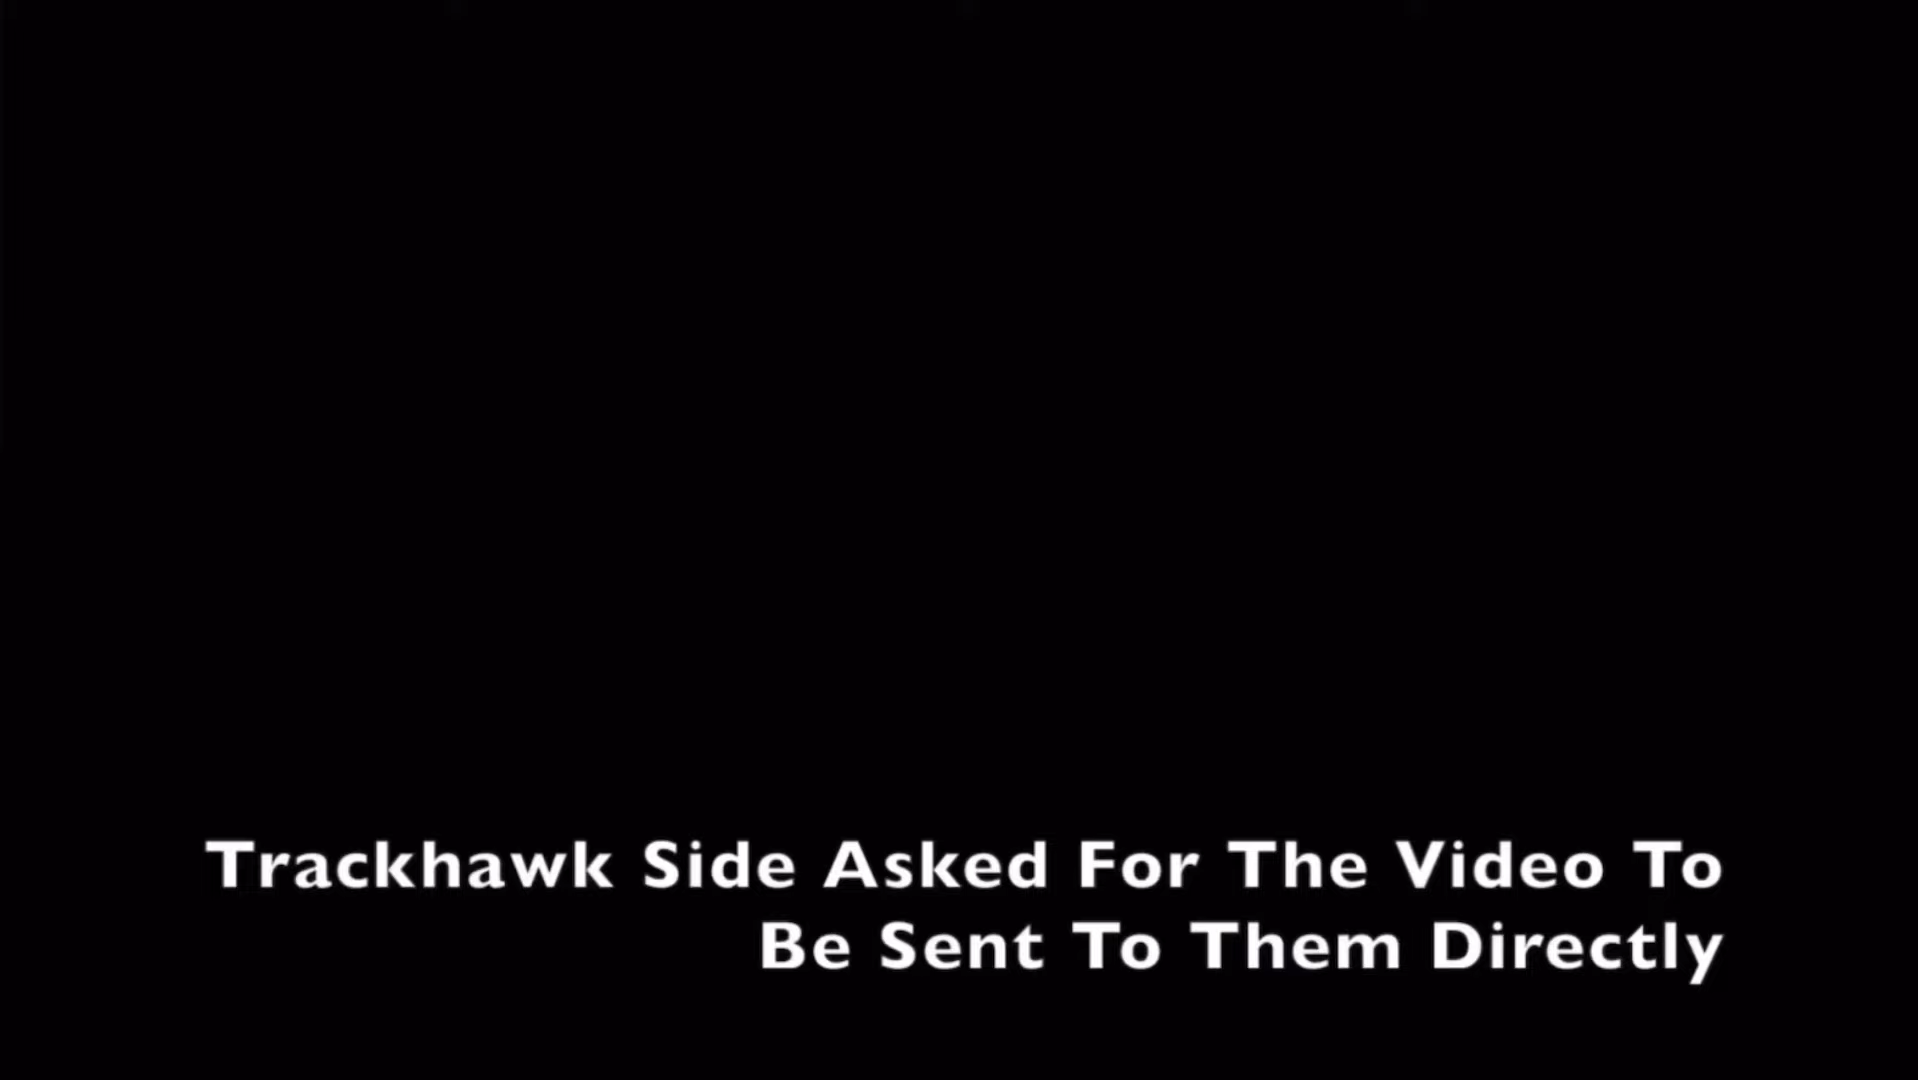 Trackhawk Side Asked For The Video To
Be Sent To Them Directly